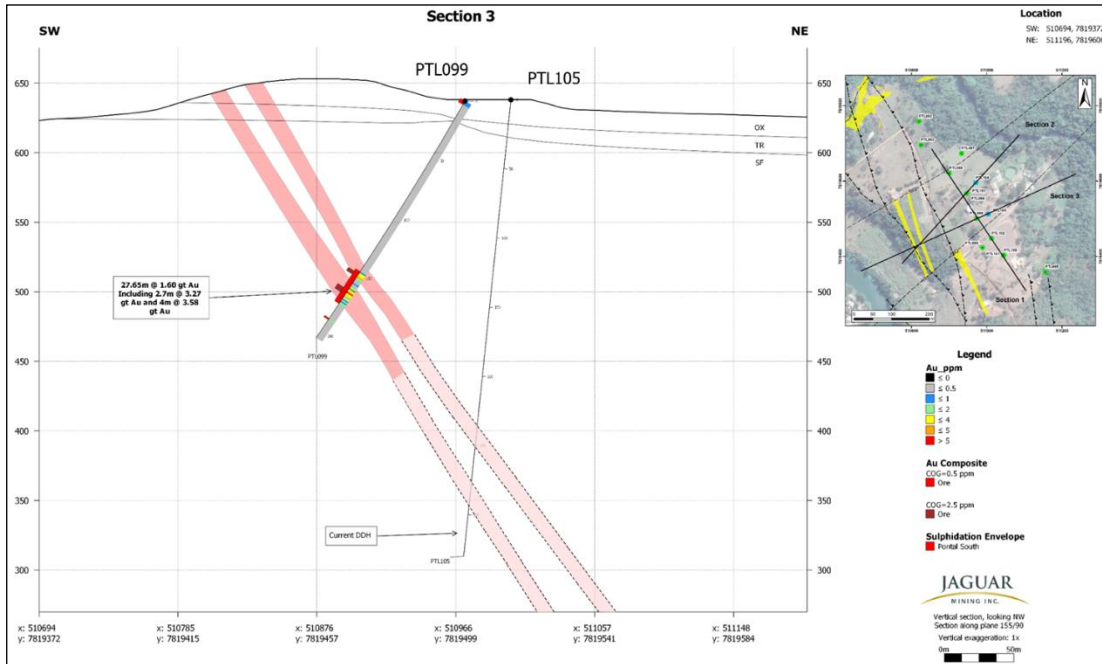 Section 3
SW
NE
Location
SW: 510694, 7819372
NE: 511196, 7819606
PTL099
PTL105
650
600
550
500
450
400
350
300
650
600
550
500
450
400
350
300
OX
TR
SF
27.65m @ 1.60 gt Au
Including 2.7m @ 3.27
gt Au and 4m @ 3.58
gt Au
PTL099
Current DDH
PTL105
x: 510694
y: 7819372
x: 510785
y: 7819415
x: 510876
y: 7819457
x: 510966
y: 7819499
x: 511057
y: 7819541
x: 511148
y: 7819584
N
Section 2
Section 3
Section 1
Legend
Au_ppm
≤ 0
≤ 0.5
≤ 1
≤ 2
≤ 4
≤ 5
> 5
Au Composite
COG=0.5 ppm
Ore
COG=2.5 ppm
Ore
Sulphidation Envelope
Pontal South
JAGUAR
MINING INC.
Vertical section, looking NW
Section along plane 155/90
Vertical exaggeration: 1x
0m 50m